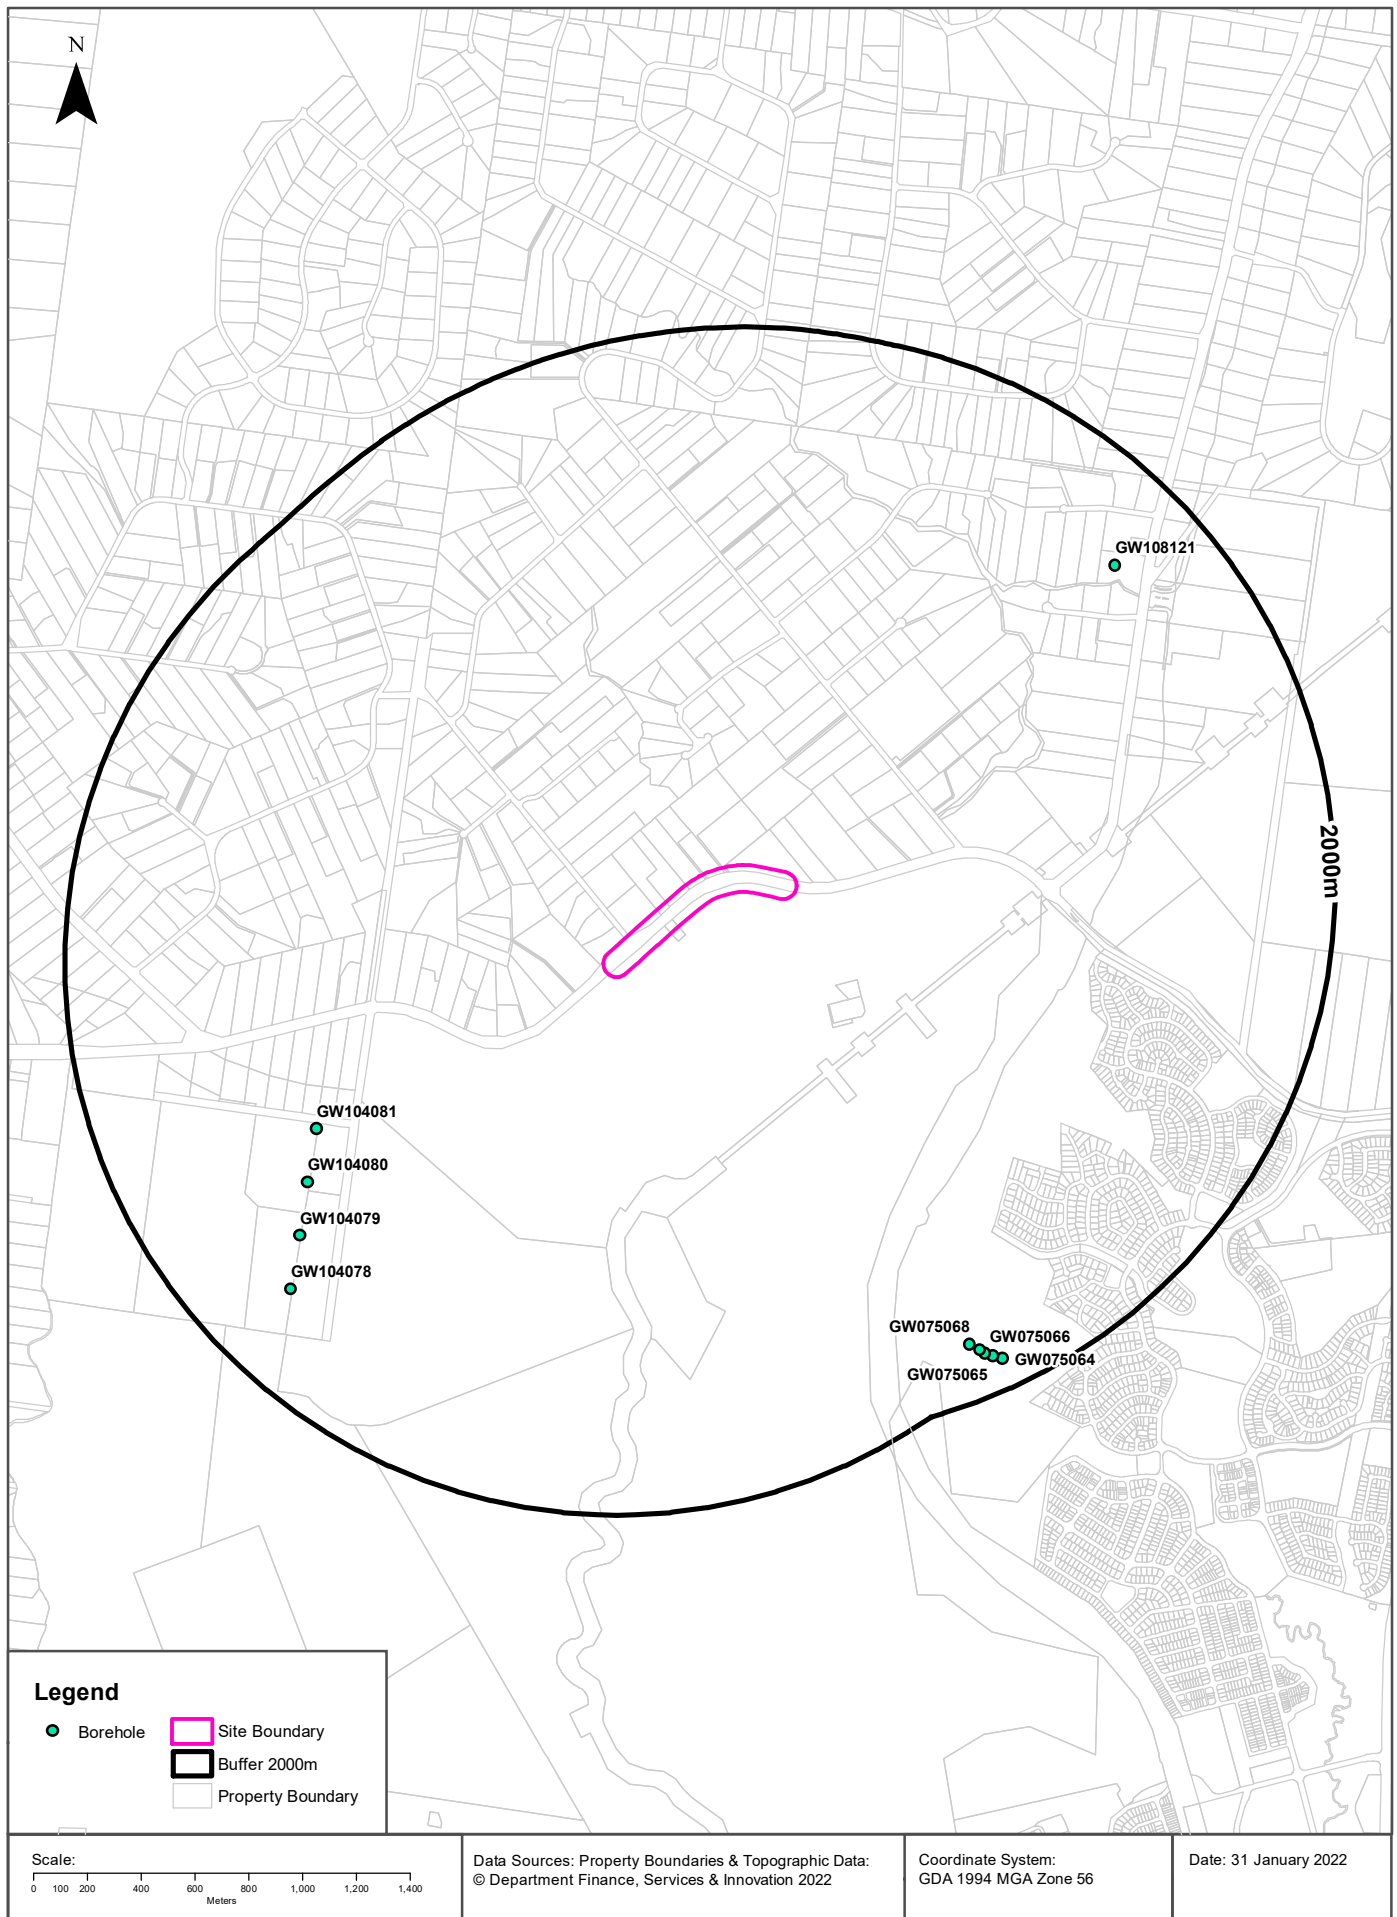 N
GW108121
2000m
GW104081
GW104080
GW104079
GW104078
GW075068
GW075066
GW075064
GW075065
Legend
Borehole
Site Boundary
Buffer 2000m
Property Boundary
Scale:
0 100 200 400 600 800 1,000 1,200 1,400
Meters
Data Sources: Property Boundaries & Topographic Data:
© Department Finance, Services & Innovation 2022
Coordinate System:
GDA 1994 MGA Zone 56
Date: 31 January 2022